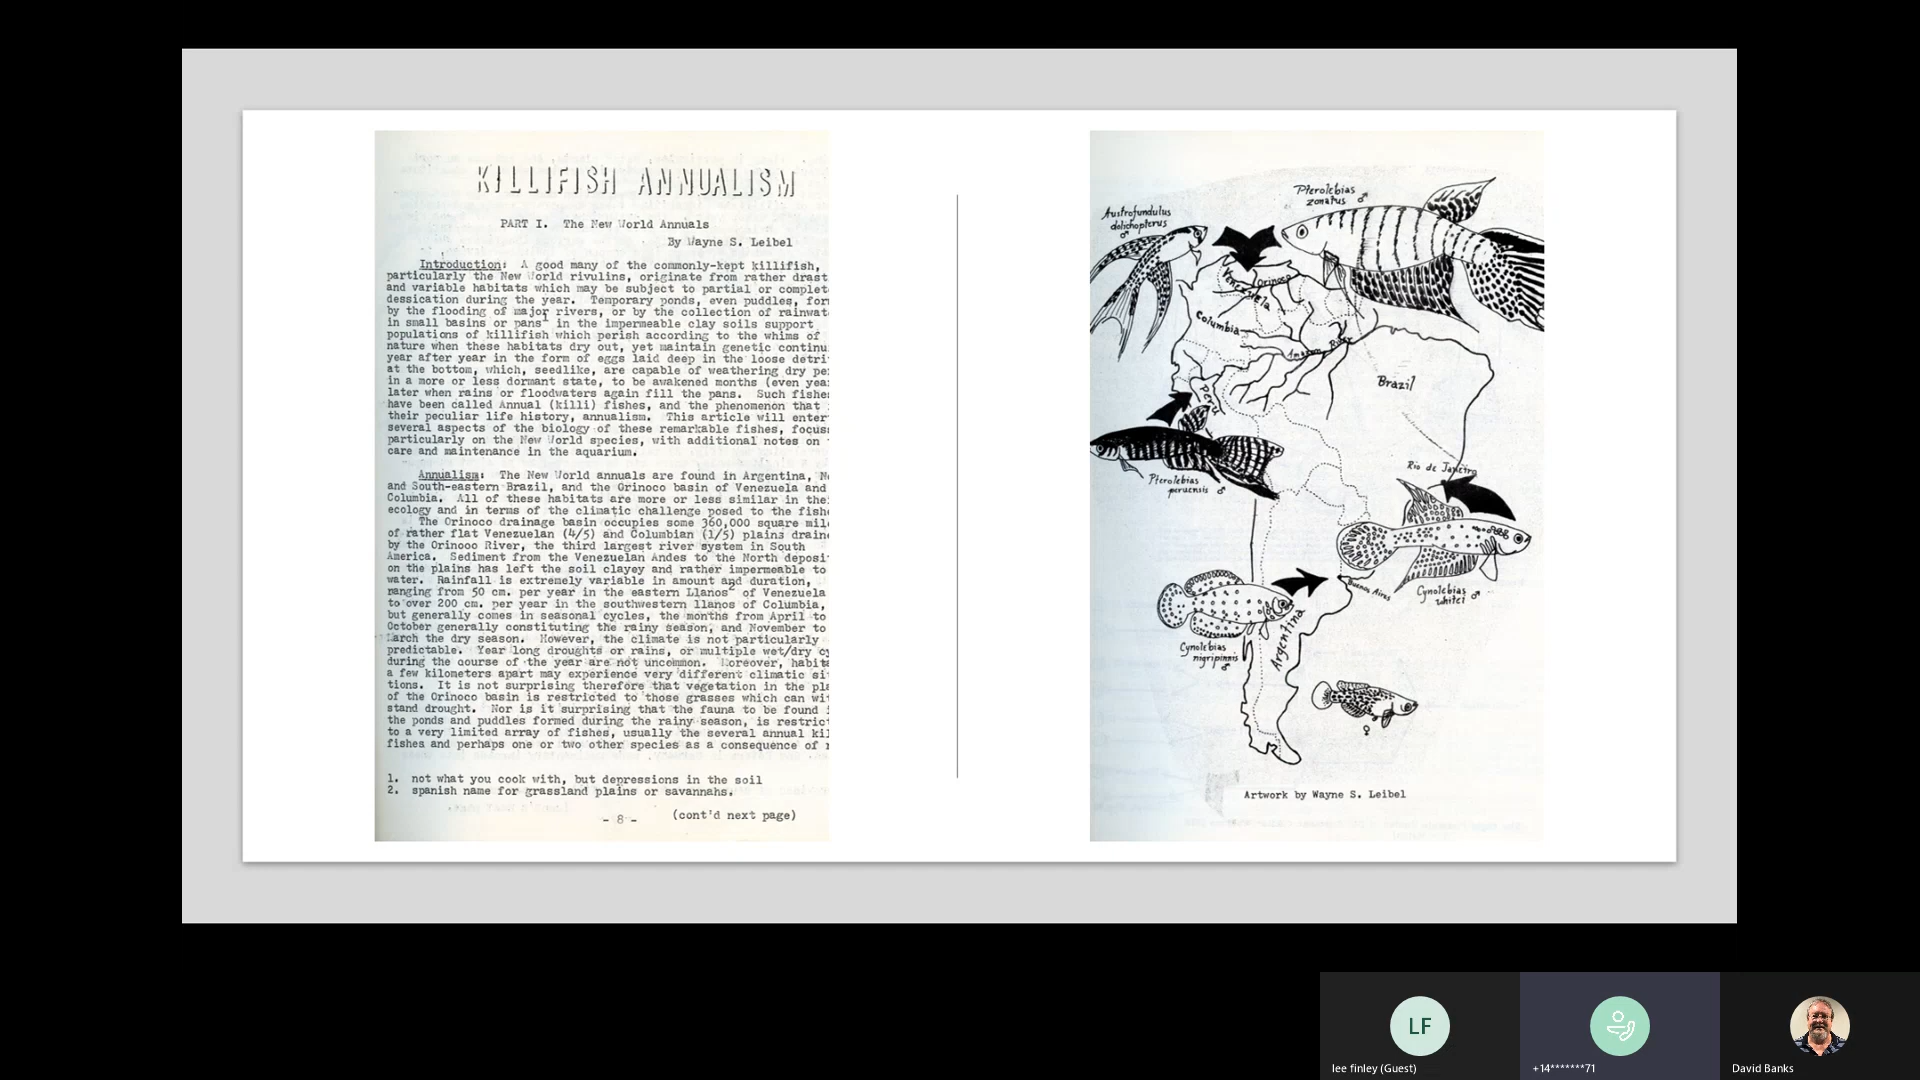 KILLIFISH ANNUALISM
PART I. The New World Annuals
By Wayne S. Leibel
Introduction: A good many of the commonly-kept killifish,
particularly the New World rivulins, originate from rather drast
and variable habitats which may be subject to partial or complet
dessication during the year. Temporary ponds, even puddles, for
by the flooding of major rivers, or by the collection of rainwat
in small basins or pans1 in the impermeable clay soils support
populations of killifish which perish according to the whims of
nature when these habitats dry out, yet maintain genetic continu
year after year in the form of eggs laid deep in the loose detri
at the bottom, which, seedlike, are capable of weathering dry pe
in a more or less dormant state, to be awakened months (even yea
later when rains or floodwaters again fill the pans. Such fishe
have been called Annual (killi) fishes, and the phenomenon that
their peculiar life history, annualism. This article will enter
several aspects of the biology of these remarkable fishes, focus
particularly on the New World species, with additional notes on
care and maintenance in the aquarium.
Annualism: The New World annuals are found in Argentina, N
and South-eastern Brazil, and the Orinoco basin of Venezuela and
Columbia. All of these habitats are more or less similar in thei
ecology and in terms of the climatic challenge posed to the fishe
The Orinoco drainage basin occupies some 360,000 square mil
of rather flat Venezuelan (4/5) and Columbian (1/5) plains draine
by the Orinoco River, the third largest river system in South
America. Sediment from the Venezuelan Andes to the North deposi
on the plains has left the soil clayey and rather impermeable to
water. Rainfall is extremely variable in amount and duration,
ranging from 50 cm. per year in the eastern Llanos2 of Venezuela
to over 200 cm. per year in the southwestern llanos of Columbia,
but generally comes in seasonal cycles, the months from April to
October generally constituting the rainy season, and November to
March the dry season. However, the climate is not particularly
predictable. Year long droughts or rains, or multiple wet/dry cy
during the course of the year are not uncommon. Moreover, habita
a few kilometers apart may experience very different climatic si
tions. It is not surprising therefore that vegetation in the pla
of the Orinoco basin is restricted to those grasses which can wi
stand drought. Nor is it surprising that the fauna to be found i
the ponds and puddles formed during the rainy season, is restric
to a very limited array of fishes, usually the several annual kil
fishes and perhaps one or two other species as a consequence of
1. not what you cook with, but depressions in the soil
2. spanish name for grassland plains or savannahs.
(cont'd next page)
- 8 -
Pterolebias
zonatus ♂
Austrofundulus
dolichopterus
♂
Venezuela
Orinoco
Columbia
Amazon River
Brazil
Peru
Pterolebias
peruensis ♂
Rio de Janeiro
Buenos Aires
Cynolebias
whitei ♂
Cynolebias
nigripinnis
♂
Argentina
♀
Artwork by Wayne S. Leibel
LF
lee finley (Guest)
+14*******71
David Banks